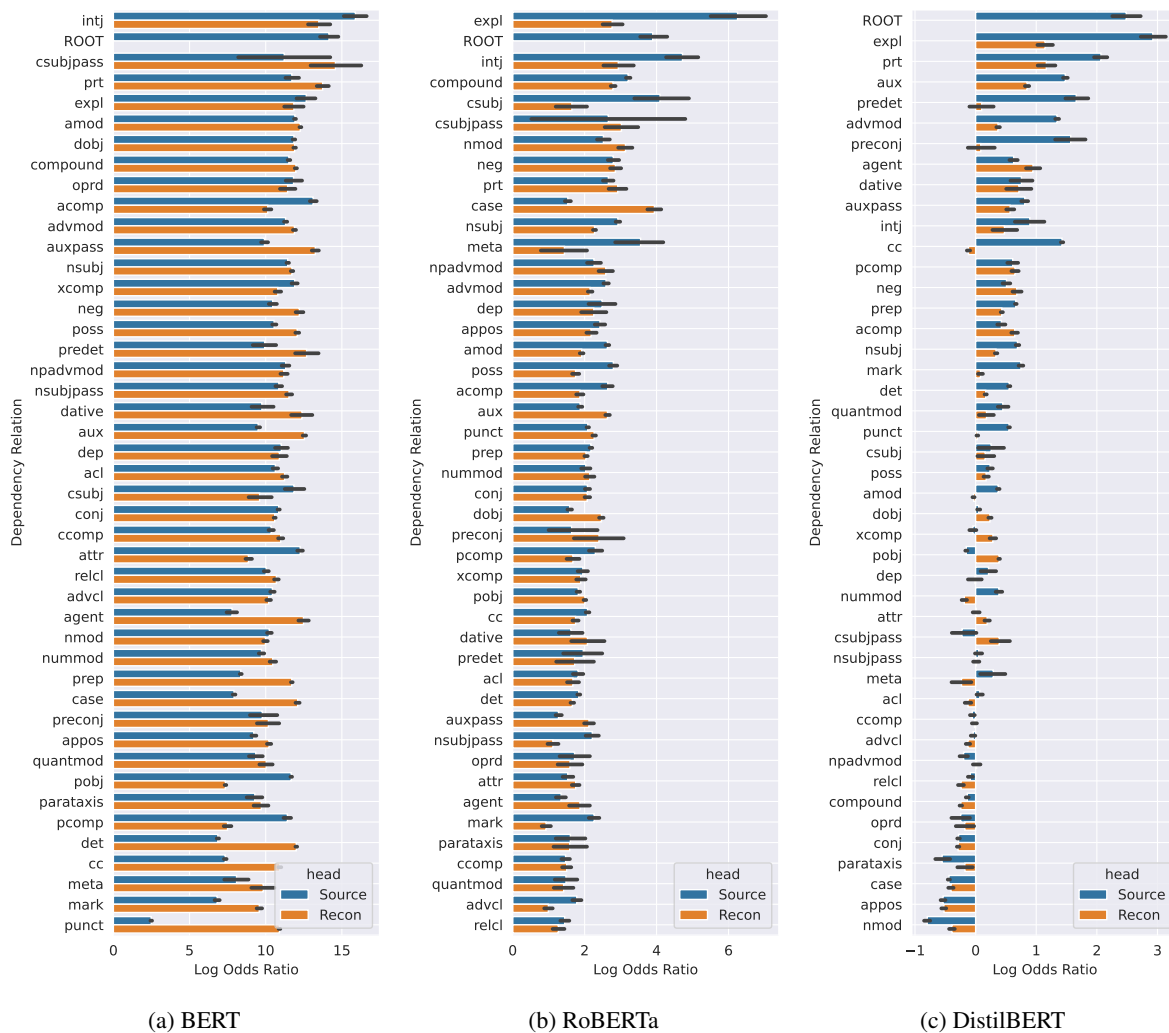 Dependency Relation
intj
ROOT
csubjpass
prt
expl
amod
dobj
compound
oprd
acomp
advmod
auxpass
nsubj
xcomp
neg
poss
predet
npadvmod
nsubjpass
dative
aux
dep
acl
csubj
conj
ccomp
attr
relcl
advcl
agent
nmod
nummod
prep
case
preconj
appos
quantmod
pobj
parataxis
pcomp
det
cc
meta
mark
punct
head
Source
Recon
0 5 10 15
Log Odds Ratio
(a) BERT
Dependency Relation
expl
ROOT
intj
compound
csubj
csubjpass
nmod
neg
prt
case
nsubj
meta
npadvmod
advmod
dep
appos
amod
poss
acomp
aux
punct
prep
nummod
conj
dobj
preconj
pcomp
xcomp
pobj
cc
dative
predet
acl
det
auxpass
nsubjpass
oprd
attr
agent
mark
parataxis
ccomp
quantmod
advcl
relcl
head
Source
Recon
0 2 4 6
Log Odds Ratio
(b) RoBERTa
Dependency Relation
ROOT
expl
prt
aux
predet
advmod
preconj
agent
dative
auxpass
intj
cc
pcomp
neg
prep
acomp
nsubj
mark
det
quantmod
punct
csubj
poss
amod
dobj
xcomp
pobj
dep
nummod
attr
csubjpass
nsubjpass
meta
acl
ccomp
advcl
npadvmod
relcl
compound
oprd
conj
parataxis
case
appos
nmod
head
Source
Recon
−1 0 1 2 3
Log Odds Ratio
(c) DistilBERT